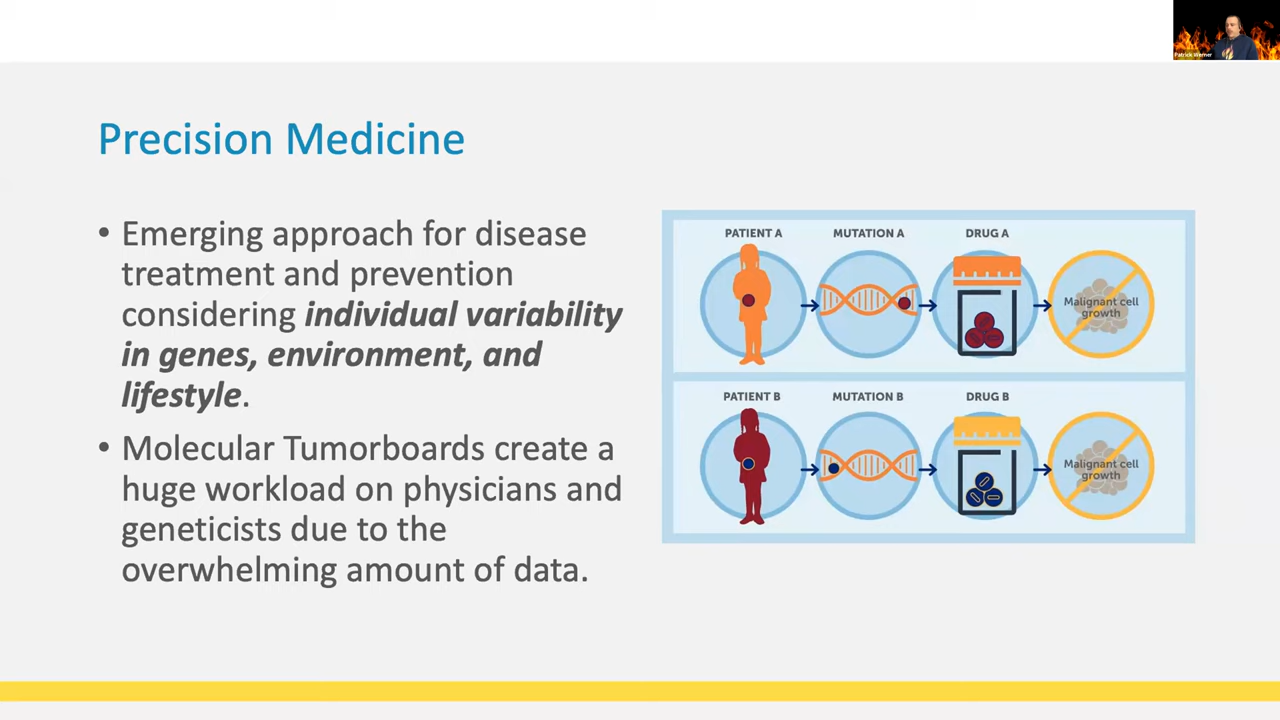 Patrick Werner
Precision Medicine
• Emerging approach for disease
treatment and prevention
considering individual variability
in genes, environment, and
lifestyle.
• Molecular Tumorboards create a
huge workload on physicians and
geneticists due to the
overwhelming amount of data.
PATIENT A
MUTATION A
DRUG A
Malignant cell
growth
PATIENT B
MUTATION B
DRUG B
Malignant cell
growth